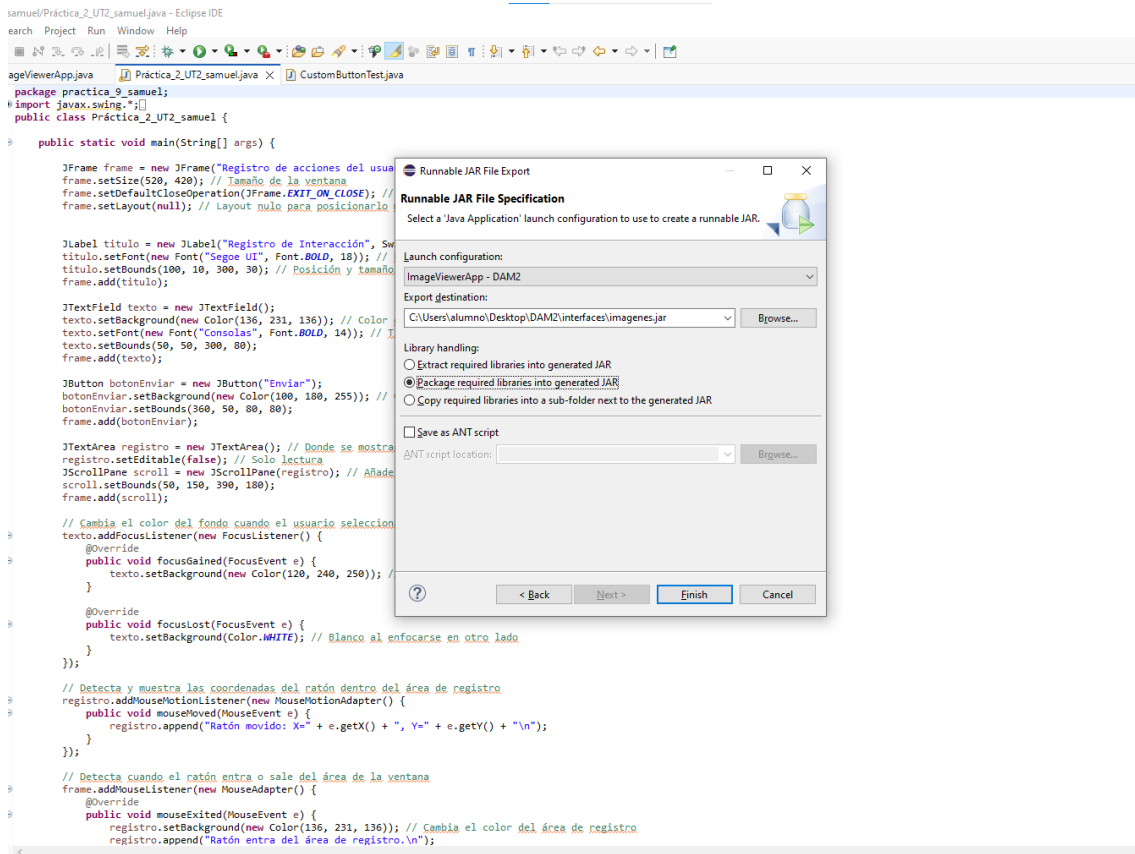 samuel/Práctica_2_UT2_samuel.java - Eclipse IDE
earch Project Run Window Help
ageViewerApp.java Práctica_2_UT2_samuel.java CustomButtonTest.java
package practica_9_samuel;
import javax.swing.*;
public class Práctica_2_UT2_samuel {
public static void main(String[] args) {
JFrame frame = new JFrame("Registro de acciones del usua
frame.setSize(520, 420); // Tamaño de la ventana
frame.setDefaultCloseOperation(JFrame.EXIT_ON_CLOSE); //
frame.setLayout(null); // Layout nulo para posicionarlo
JLabel titulo = new JLabel("Registro de Interacción", Sw
titulo.setFont(new Font("Segoe UI", Font.BOLD, 18)); //
titulo.setBounds(100, 10, 300, 30); // Posición y tamaño
frame.add(titulo);
JTextField texto = new JTextField();
texto.setBackground(new Color(136, 231, 136)); // Color
texto.setFont(new Font("Consolas", Font.BOLD, 14)); // T
texto.setBounds(50, 50, 300, 80);
frame.add(texto);
JButton botonEnviar = new JButton("Enviar");
botonEnviar.setBackground(new Color(100, 180, 255)); //
botonEnviar.setBounds(360, 50, 80, 80);
frame.add(botonEnviar);
JTextArea registro = new JTextArea(); // Donde se mostra
registro.setEditable(false); // Solo lectura
JScrollPane scroll = new JScrollPane(registro); // Añade
scroll.setBounds(50, 150, 390, 180);
frame.add(scroll);
// Cambia el color del fondo cuando el usuario seleccion
texto.addFocusListener(new FocusListener() {
@Override
public void focusGained(FocusEvent e) {
texto.setBackground(new Color(120, 240, 250)); /
}
@Override
public void focusLost(FocusEvent e) {
texto.setBackground(Color.WHITE); // Blanco al enfocarse en otro lado
}
});
// Detecta y muestra las coordenadas del ratón dentro del área de registro
registro.addMouseMotionListener(new MouseMotionAdapter() {
public void mouseMoved(MouseEvent e) {
registro.append("Ratón movido: X=" + e.getX() + ", Y=" + e.getY() + "\n");
}
});
// Detecta cuando el ratón entra o sale del área de la ventana
frame.addMouseListener(new MouseAdapter() {
@Override
public void mouseExited(MouseEvent e) {
registro.setBackground(new Color(136, 231, 136)); // Cambia el color del área de registro
registro.append("Ratón entra del área de registro.\n");
Runnable JAR File Export
Runnable JAR File Specification
Select a 'Java Application' launch configuration to use to create a runnable JAR.
Launch configuration:
ImageViewerApp - DAM2
Export destination:
C:\Users\alumno\Desktop\DAM2\interfaces\imagenes.jar Browse...
Library handling:
Extract required libraries into generated JAR
Package required libraries into generated JAR
Copy required libraries into a sub-folder next to the generated JAR
Save as ANT script
ANT script location: Browse...
? < Back Next > Finish Cancel